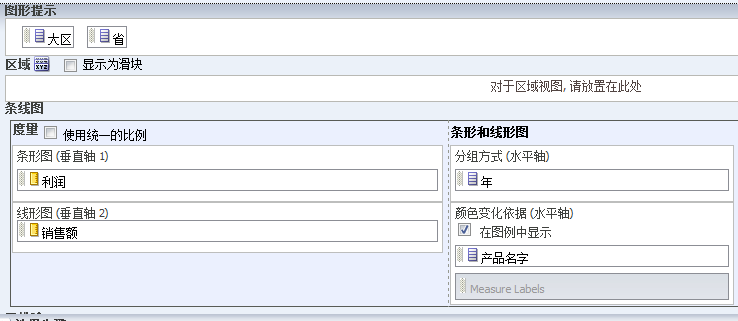 图形提示
大区 省
区域 显示为滑块
对于区域视图, 请放置在此处
条线图
度量 使用统一的比例
条形图 (垂直轴 1)
利润
线形图 (垂直轴 2)
销售额
条形和线形图
分组方式 (水平轴)
年
颜色变化依据 (水平轴)
在图例中显示
产品名字
Measure Labels